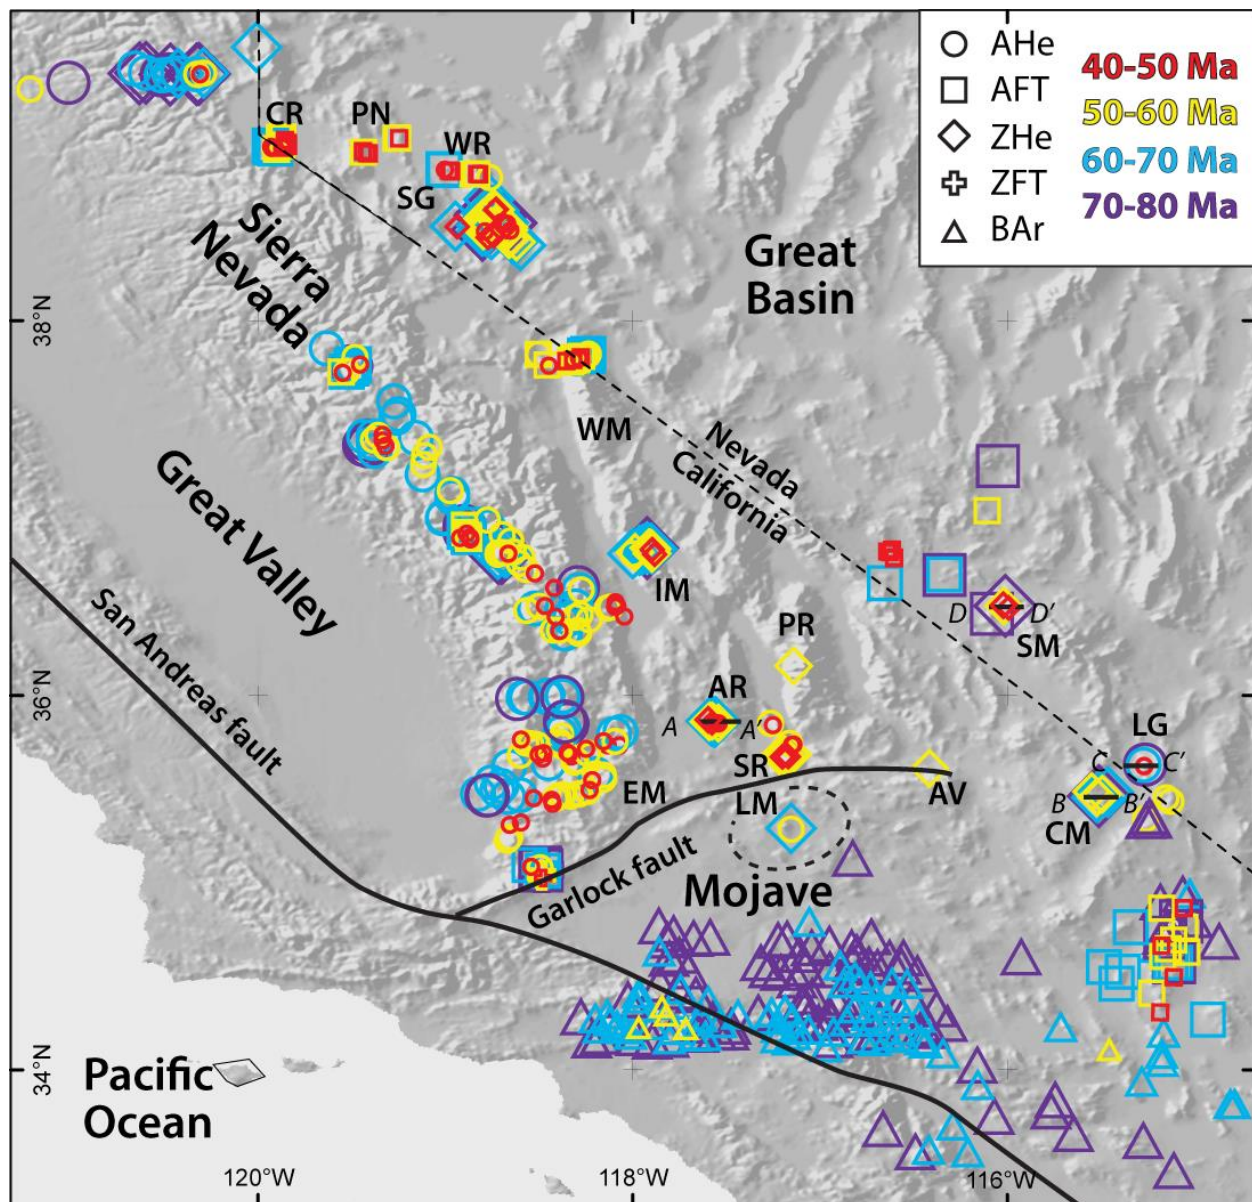 AHe
AFT
ZHe
ZFT
BAr
40-50 Ma
50-60 Ma
60-70 Ma
70-80 Ma
CR
PN
WR
SG
Sierra
Nevada
Great
Basin
38°N
WM
Nevada
California
Great Valley
San Andreas fault
IM
PR
D
D'
SM
36°N
AR
A
A'
LG
C
C'
SR
EM
LM
AV
B
B'
CM
Garlock fault
Mojave
34°N
Pacific
Ocean
120°W
118°W
116°W